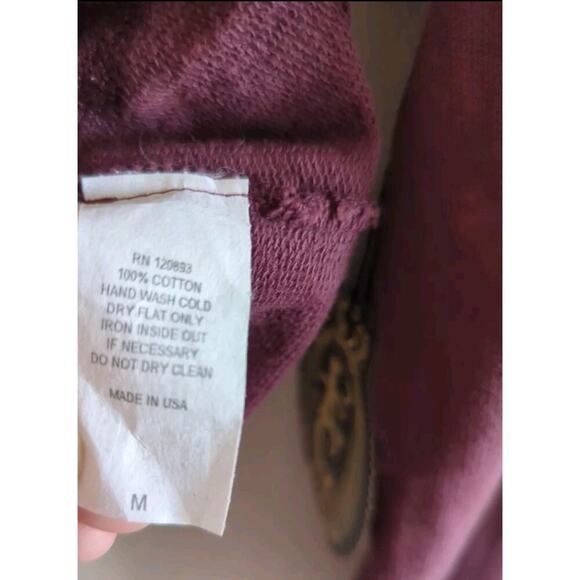 RN 120893
100% COTTON
HAND WASH COLD
DRY FLAT ONLY
IRON INSIDE OUT
IF NECESSARY
DO NOT DRY CLEAN
MADE IN USA
M